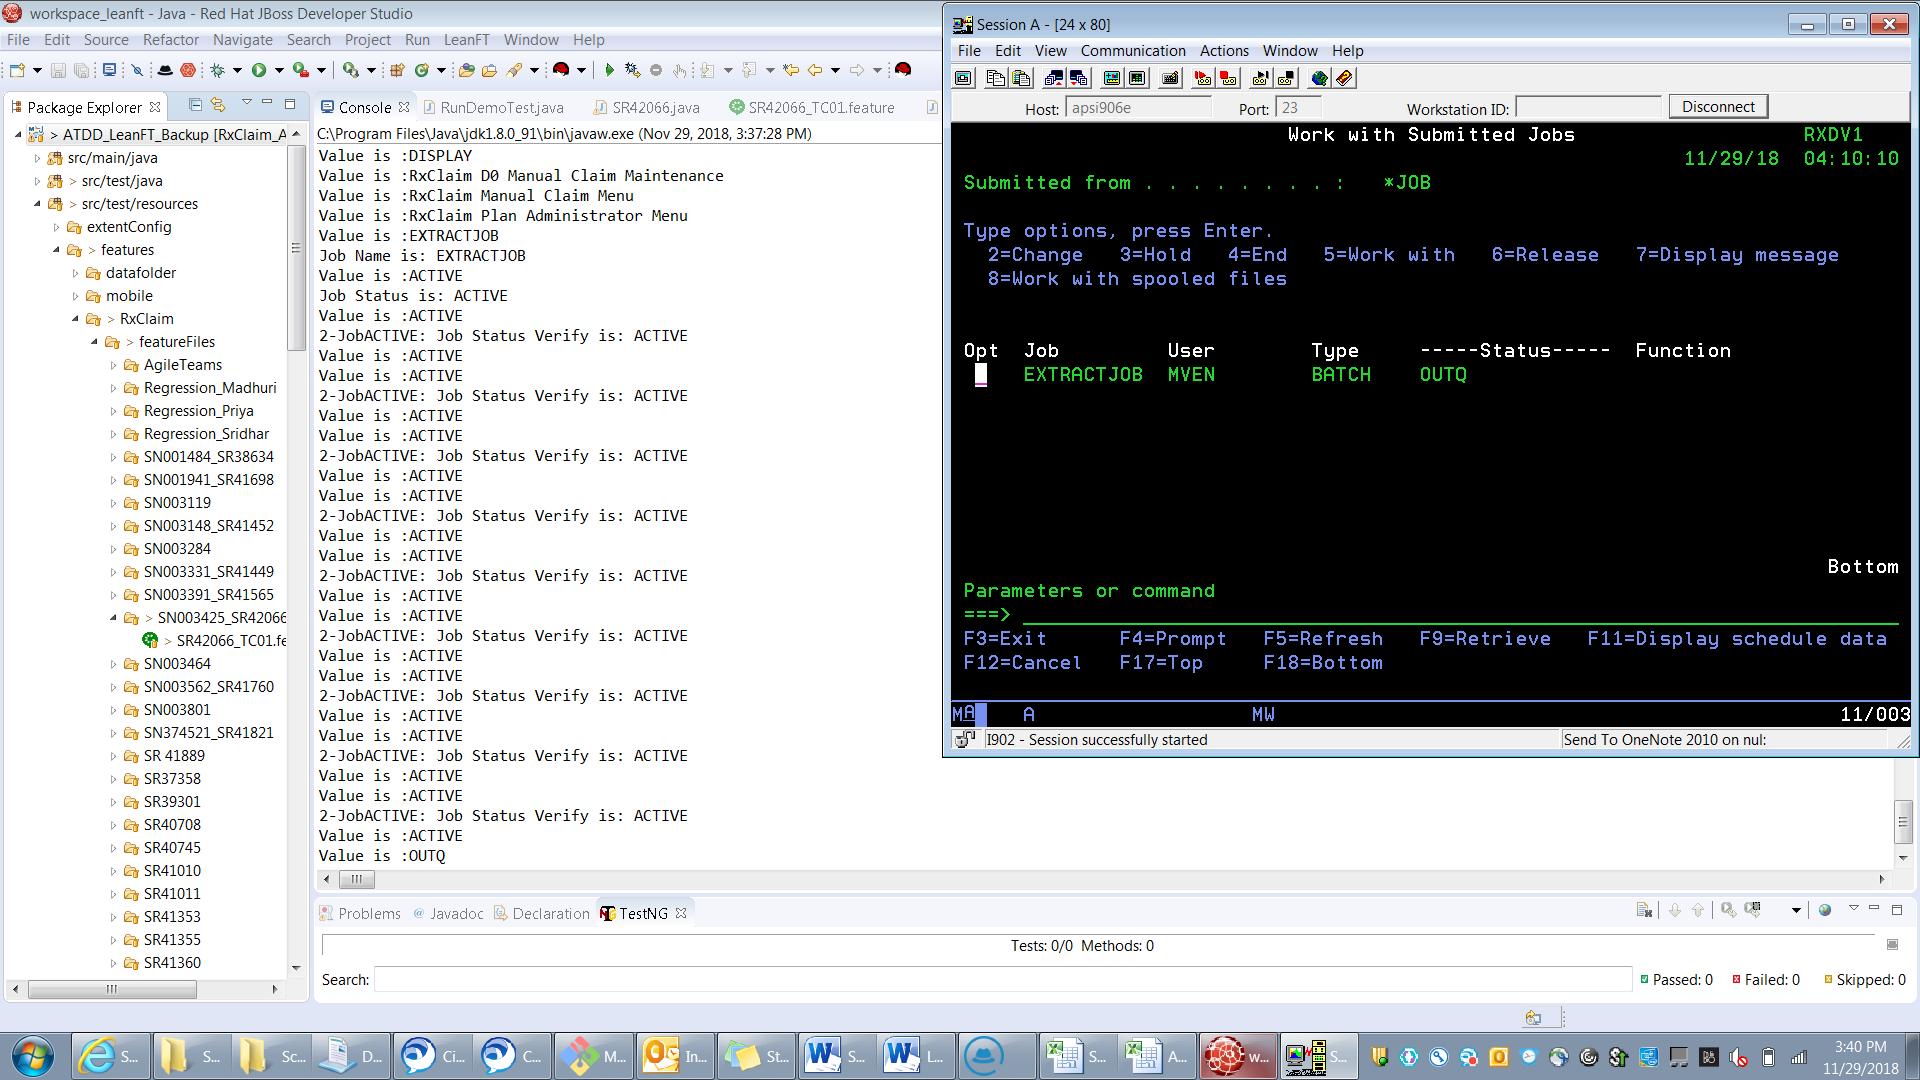 workspace_leanft - Java - Red Hat JBoss Developer Studio
File Edit Source Refactor Navigate Search Project Run LeanFT Window Help
Package Explorer
> ATDD_LeanFT_Backup [RxClaim_A
src/main/java
> src/test/java
> src/test/resources
extentConfig
> features
datafolder
mobile
> RxClaim
> featureFiles
AgileTeams
Regression_Madhuri
Regression_Priya
Regression_Sridhar
SN001484_SR38634
SN001941_SR41698
SN003119
SN003148_SR41452
SN003284
SN003331_SR41449
SN003391_SR41565
> SN003425_SR42066
> SR42066_TC01.fe
SN003464
SN003562_SR41760
SN003801
SN374521_SR41821
SR 41889
SR37358
SR39301
SR40708
SR40745
SR41010
SR41011
SR41353
SR41355
SR41360
Console RunDemoTest.java SR42066.java SR42066_TC01.feature
C:\Program Files\Java\jdk1.8.0_91\bin\javaw.exe (Nov 29, 2018, 3:37:28 PM)
Value is :DISPLAY
Value is :RxClaim D0 Manual Claim Maintenance
Value is :RxClaim Manual Claim Menu
Value is :RxClaim Plan Administrator Menu
Value is :EXTRACTJOB
Job Name is: EXTRACTJOB
Value is :ACTIVE
Job Status is: ACTIVE
Value is :ACTIVE
2-JobACTIVE: Job Status Verify is: ACTIVE
Value is :ACTIVE
Value is :ACTIVE
2-JobACTIVE: Job Status Verify is: ACTIVE
Value is :ACTIVE
Value is :ACTIVE
2-JobACTIVE: Job Status Verify is: ACTIVE
Value is :ACTIVE
Value is :ACTIVE
2-JobACTIVE: Job Status Verify is: ACTIVE
Value is :ACTIVE
Value is :ACTIVE
2-JobACTIVE: Job Status Verify is: ACTIVE
Value is :ACTIVE
Value is :ACTIVE
2-JobACTIVE: Job Status Verify is: ACTIVE
Value is :ACTIVE
Value is :ACTIVE
2-JobACTIVE: Job Status Verify is: ACTIVE
Value is :ACTIVE
Value is :ACTIVE
2-JobACTIVE: Job Status Verify is: ACTIVE
Value is :ACTIVE
Value is :ACTIVE
2-JobACTIVE: Job Status Verify is: ACTIVE
Value is :ACTIVE
Value is :OUTQ
Session A - [24 x 80]
File Edit View Communication Actions Window Help
Host: apsi906e Port: 23 Workstation ID: Disconnect
Work with Submitted Jobs RXDV1
11/29/18 04:10:10
Submitted from . . . . . . . . : *JOB
Type options, press Enter.
2=Change 3=Hold 4=End 5=Work with 6=Release 7=Display message
8=Work with spooled files
Opt Job User Type -----Status----- Function
EXTRACTJOB MVEN BATCH OUTQ
Bottom
Parameters or command
===>
F3=Exit F4=Prompt F5=Refresh F9=Retrieve F11=Display schedule data
F12=Cancel F17=Top F18=Bottom
MA A MW 11/003
I902 - Session successfully started Send To OneNote 2010 on nul:
Problems @ Javadoc Declaration TestNG
Tests: 0/0 Methods: 0
Search: Passed: 0 Failed: 0 Skipped: 0
S... S... Sc... D... Ci... C... M... In... St... S... L... S... A... w... S...
3:40 PM
11/29/2018